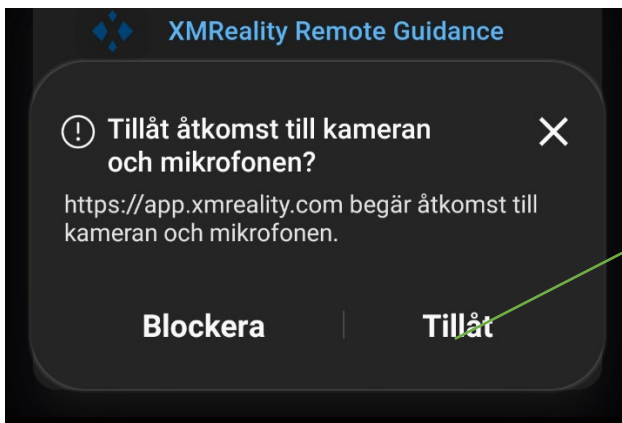 XMReality Remote Guidance
Tillåt åtkomst till kameran
och mikrofonen?
https://app.xmreality.com begär åtkomst till
kameran och mikrofonen.
Blockera
Tillåt